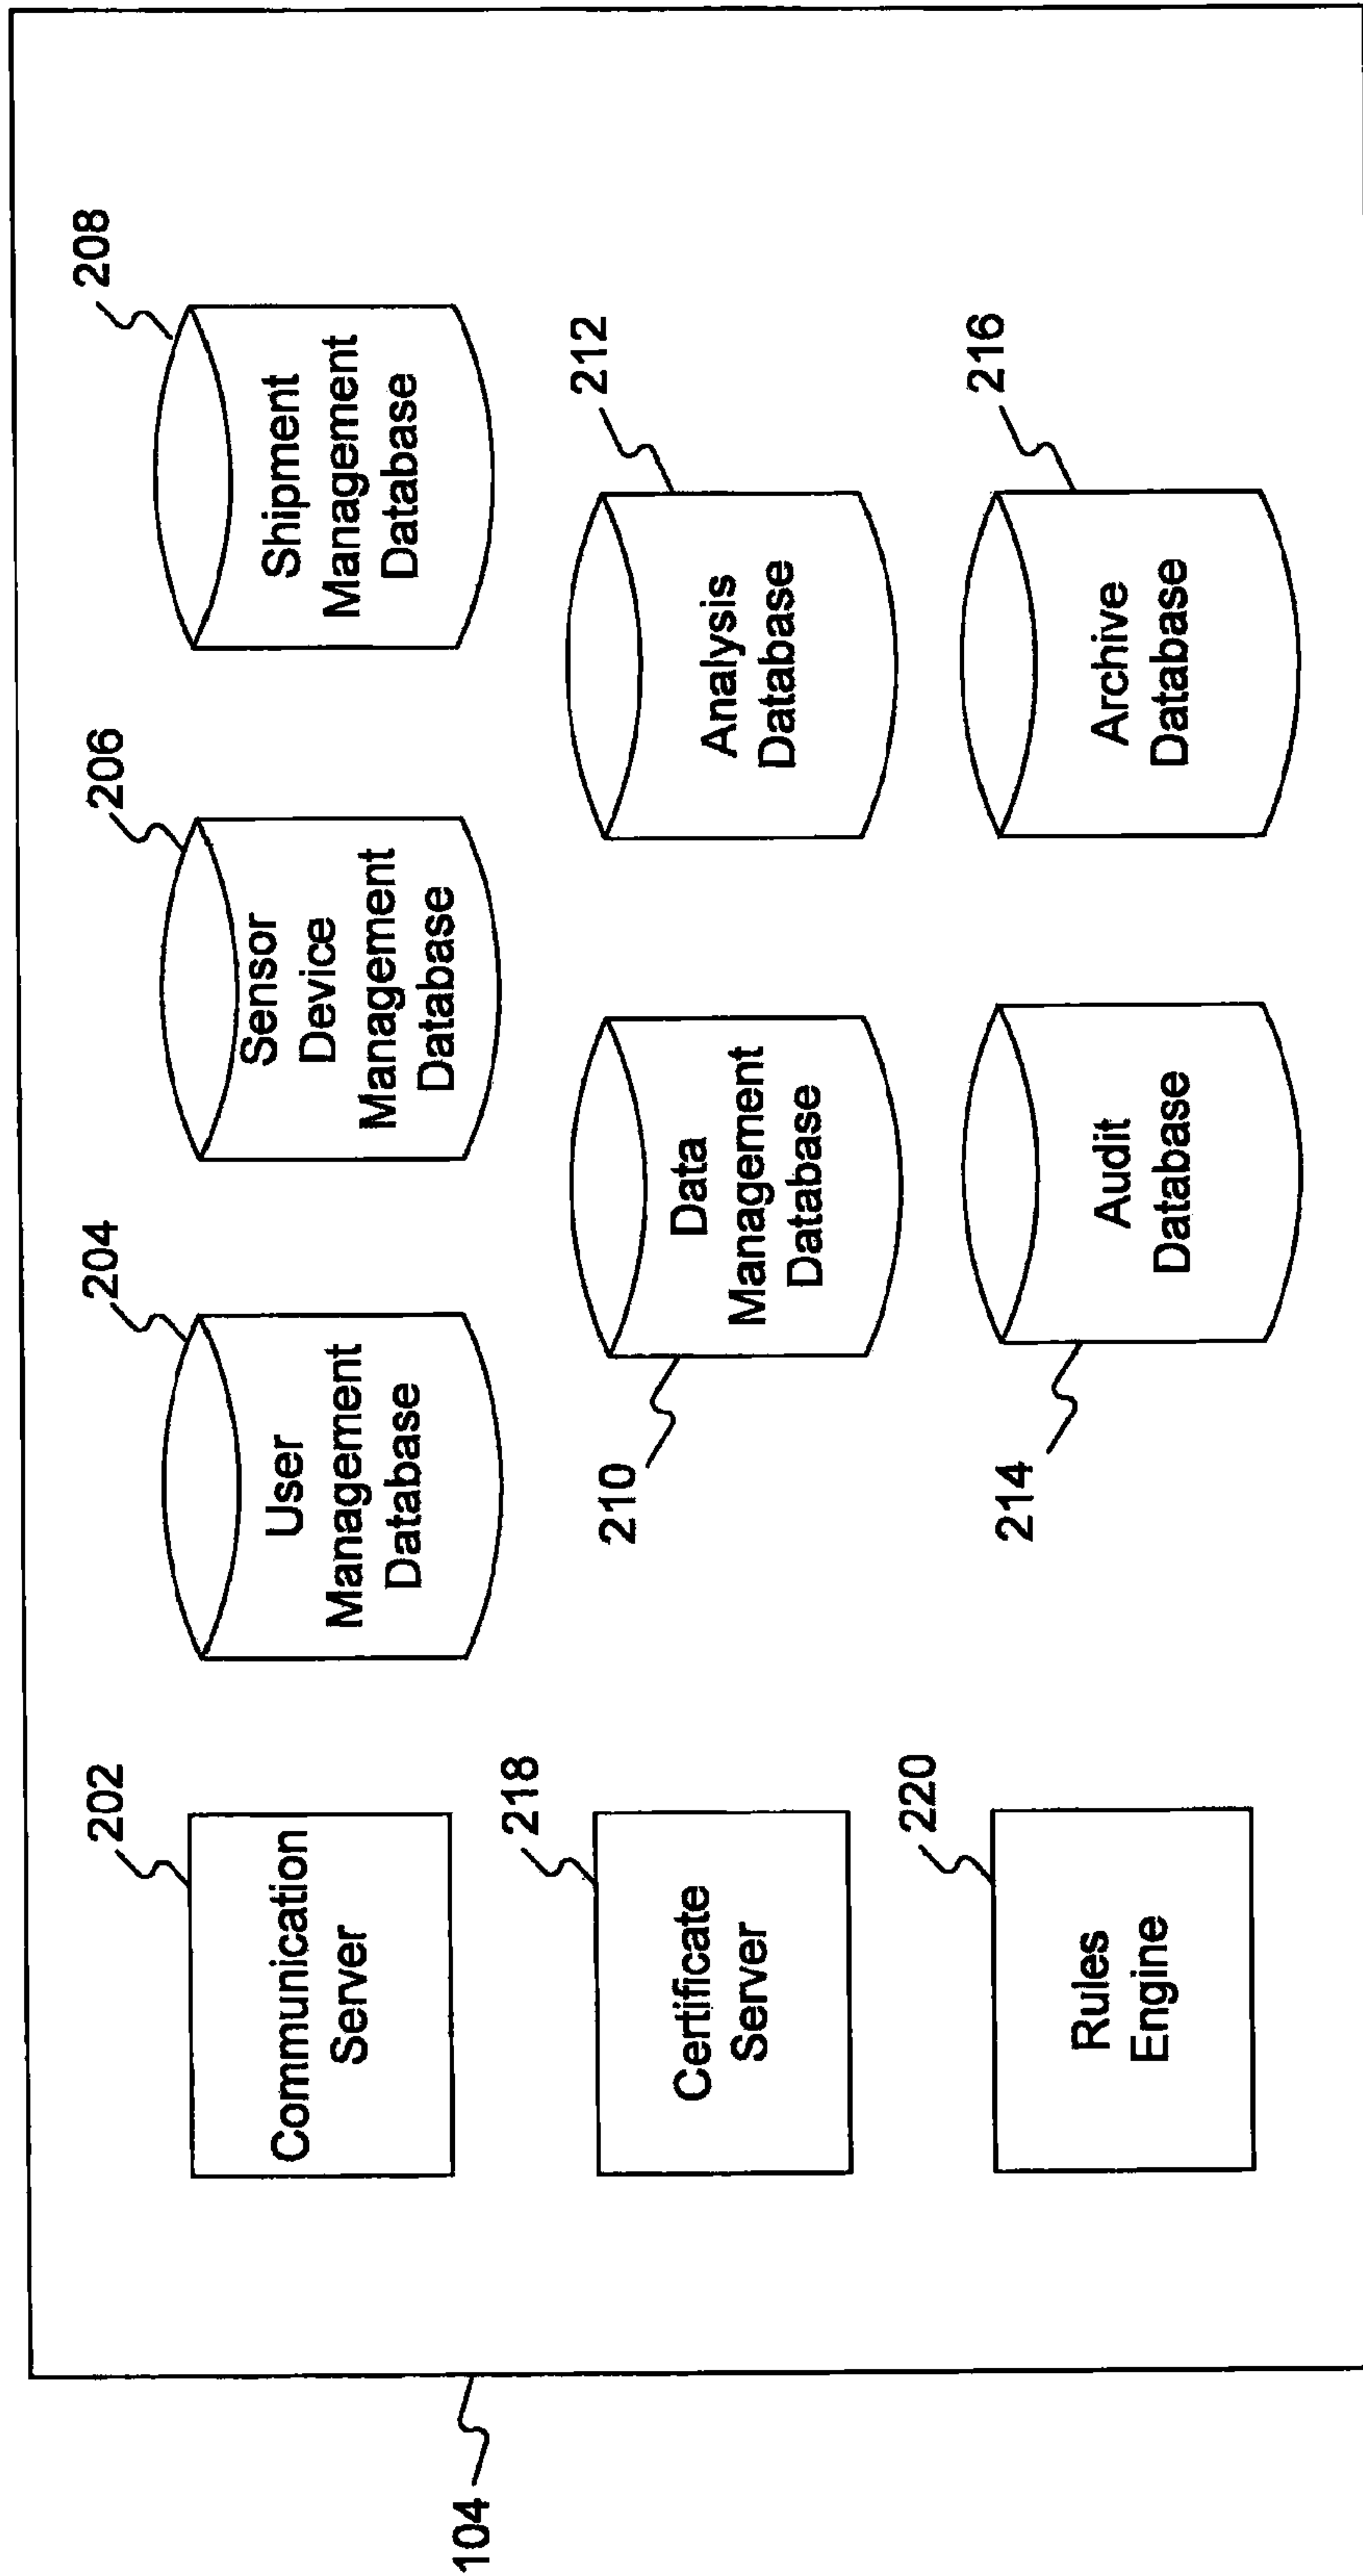 202
Communication
Server
204
User
Management
Database
206
Sensor
Device
Management
Database
208
Shipment
Management
Database
218
Certificate
Server
210
Data
Management
Database
212
Analysis
Database
220
Rules
Engine
214
Audit
Database
216
Archive
Database
104